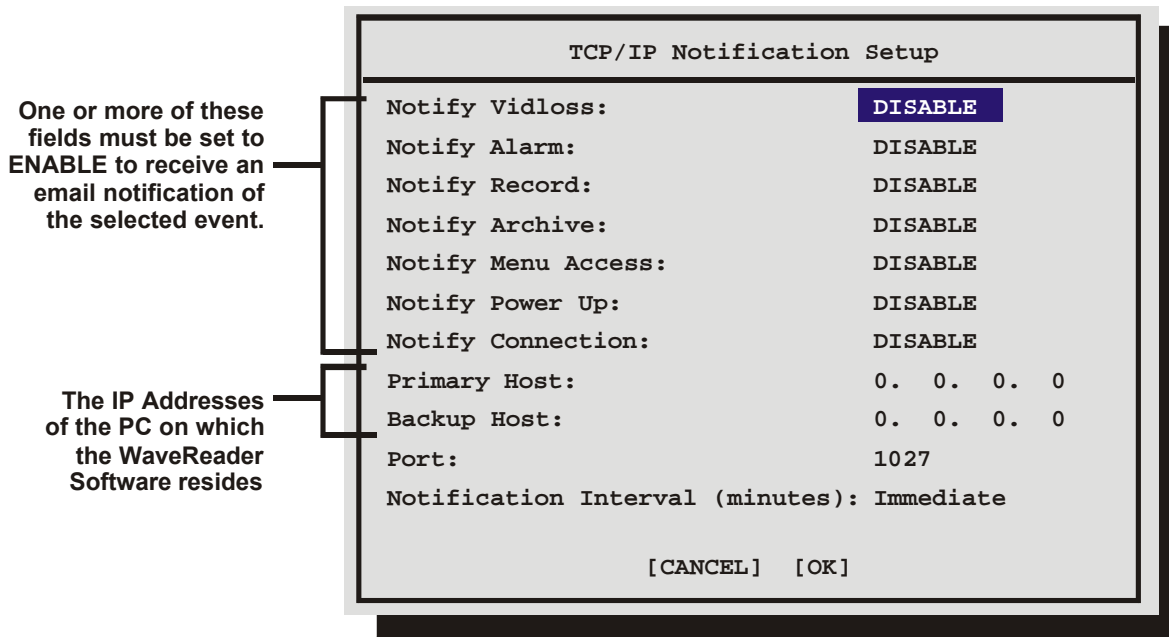 TCP/IP Notification Setup
One or more of these
fields must be set to
ENABLE to receive an
email notification of
the selected event.
Notify Vidloss: DISABLE
Notify Alarm: DISABLE
Notify Record: DISABLE
Notify Archive: DISABLE
Notify Menu Access: DISABLE
Notify Power Up: DISABLE
Notify Connection: DISABLE
The IP Addresses
of the PC on which
the WaveReader
Software resides
Primary Host: 0. 0. 0. 0
Backup Host: 0. 0. 0. 0
Port: 1027
Notification Interval (minutes): Immediate
[CANCEL] [OK]